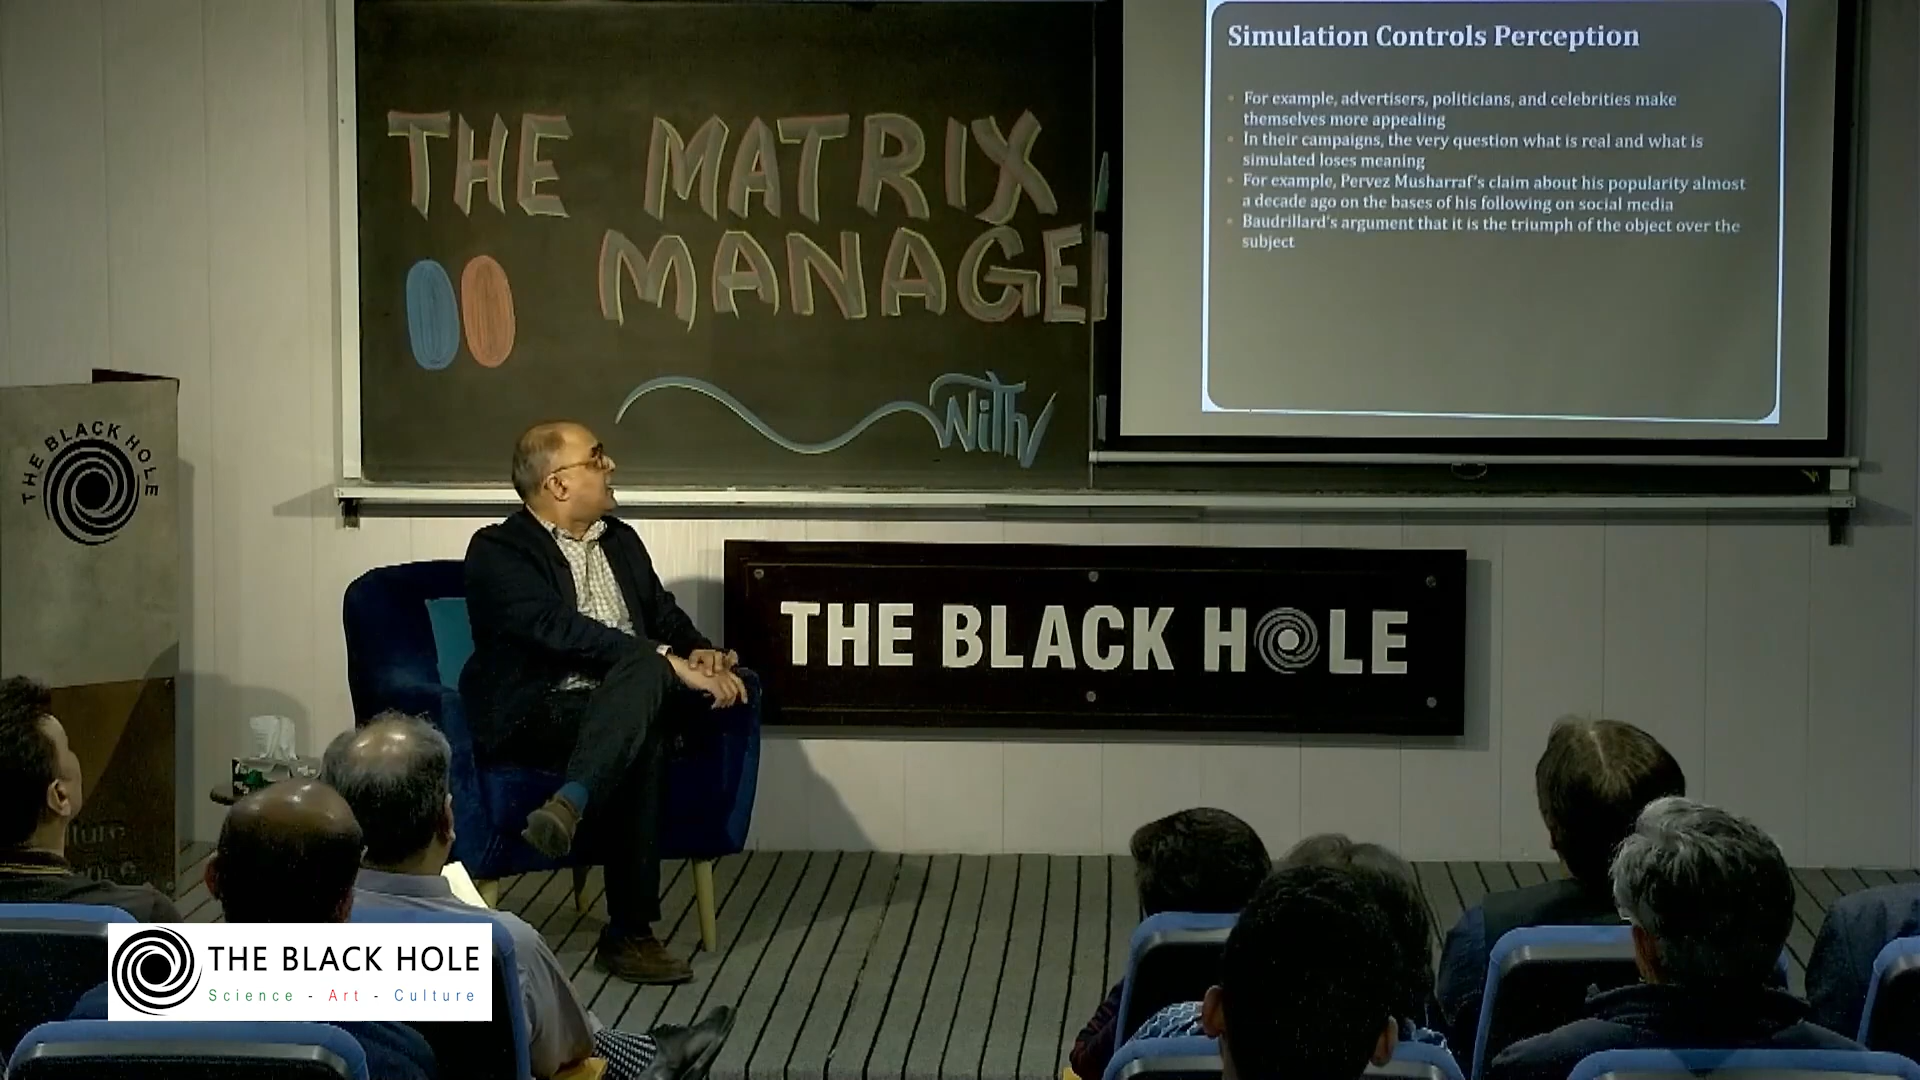 THE MATRIX
MANAGE
With
Simulation Controls Perception
For example, advertisers, politicians, and celebrities make
themselves more appealing
In their campaigns, the very question what is real and what is
simulated loses meaning
For example, Pervez Musharraf's claim about his popularity almost
a decade ago on the bases of his following on social media
Baudrillard's argument that it is the triumph of the object over the
subject
THE BLACK HOLE
THE BLACK HOLE
THE BLACK HOLE
Science - Art - Culture